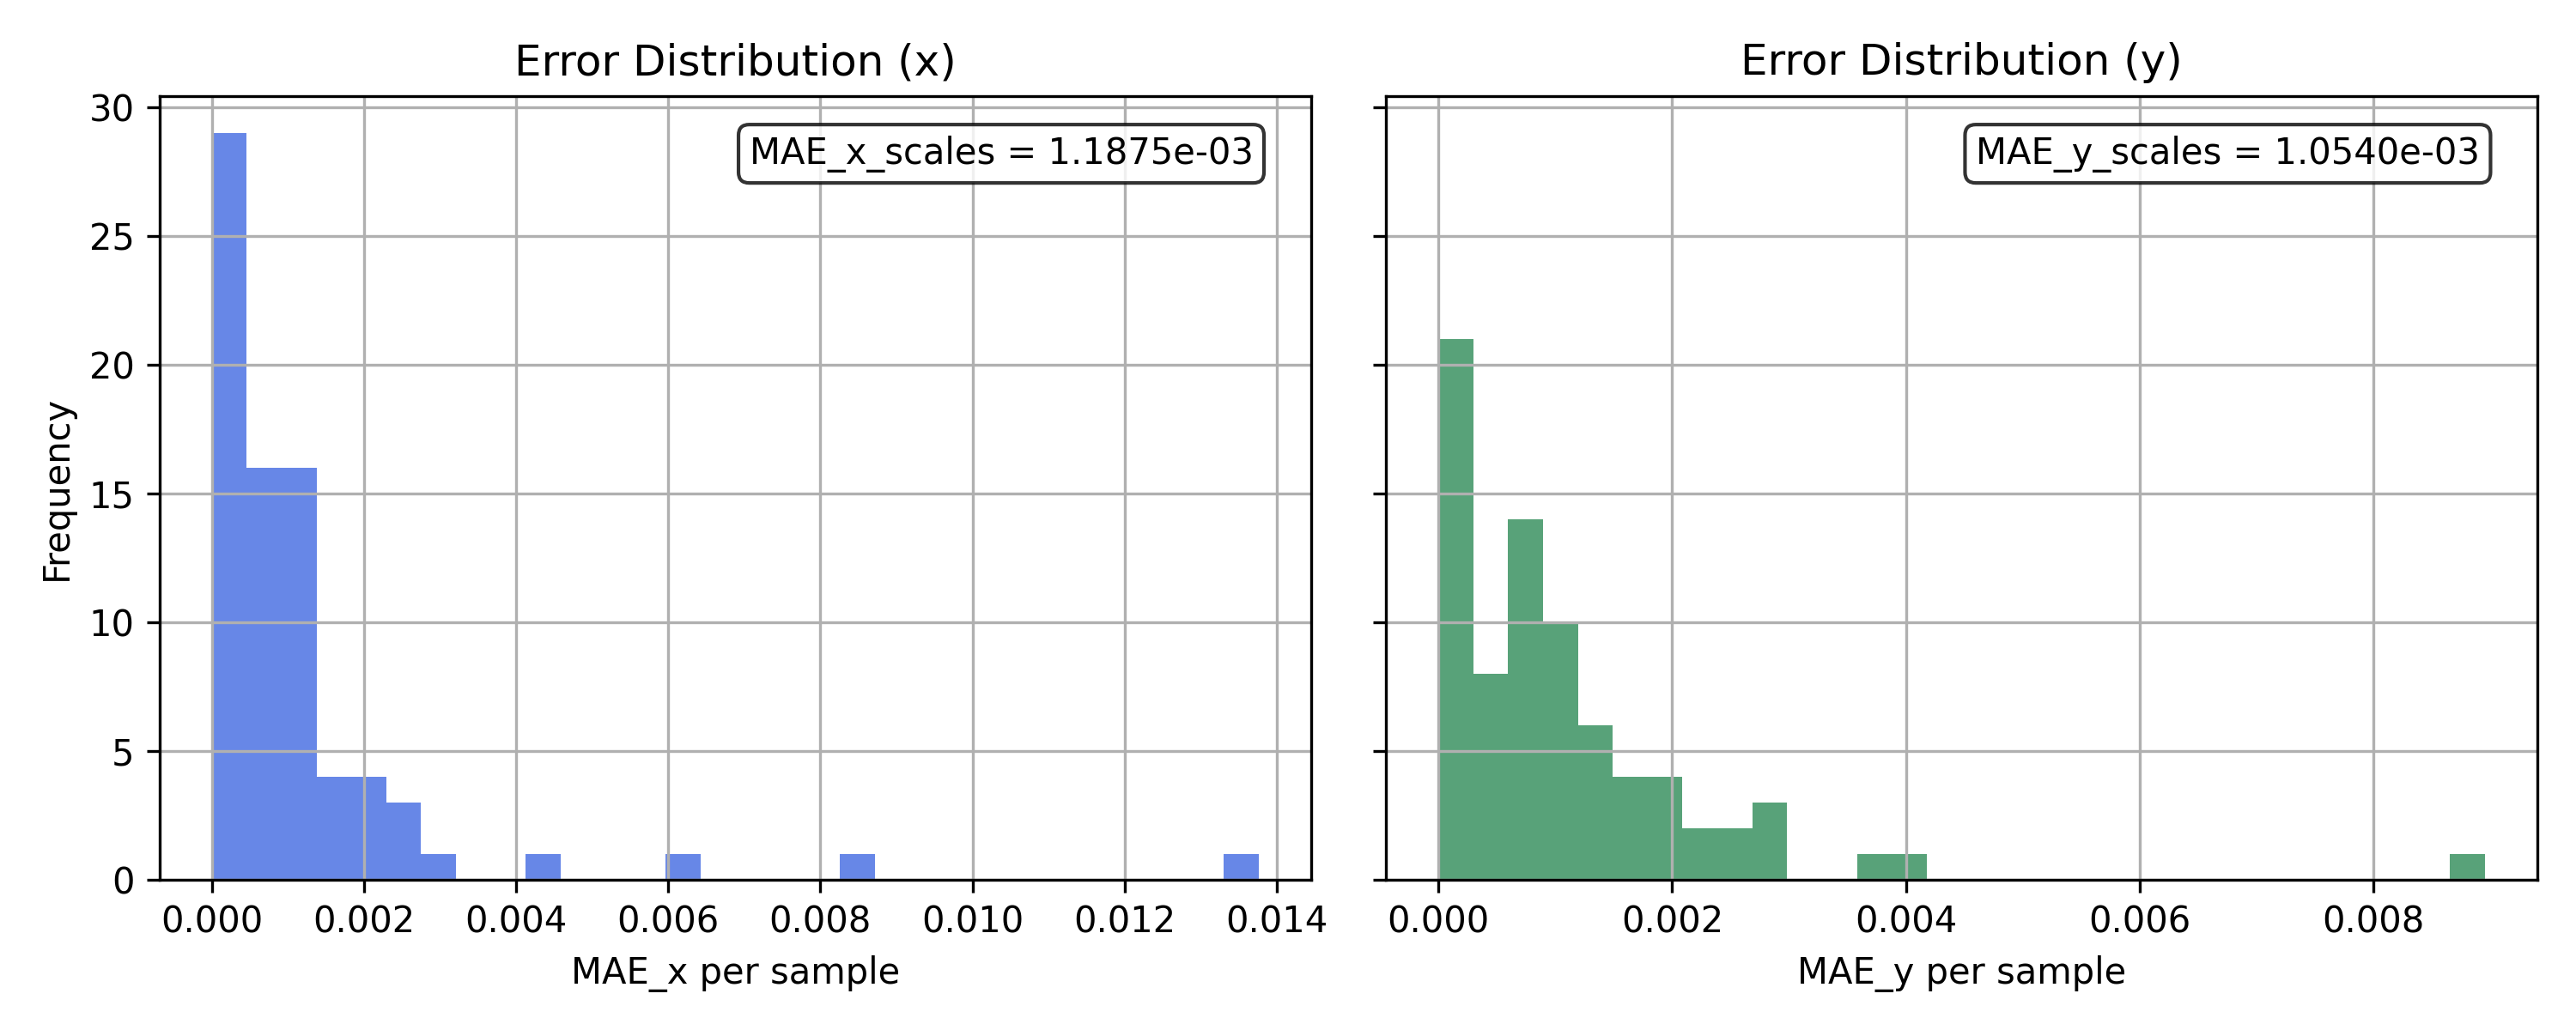 Error Distribution (x)
MAE_x_scales = 1.1875e-03
30
25
20
15
10
5
0
Frequency
0.000 0.002 0.004 0.006 0.008 0.010 0.012 0.014
MAE_x per sample
Error Distribution (y)
MAE_y_scales = 1.0540e-03
0.000 0.002 0.004 0.006 0.008
MAE_y per sample